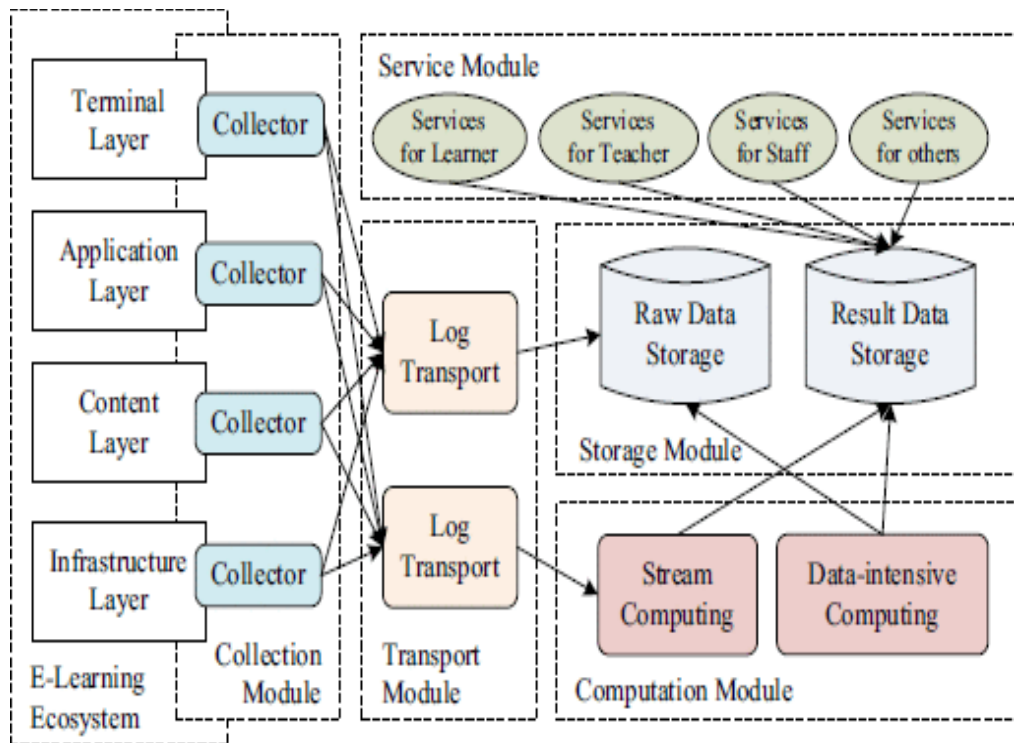 Terminal
Layer
Collector
Application
Layer
Collector
Content
Layer
Collector
Infrastructure
Layer
Collector
E-Learning
Ecosystem
Collection
Module
Log
Transport
Log
Transport
Transport
Module
Service Module
Services
for Learner
Services
for Teacher
Services
for Staff
Services
for others
Raw Data
Storage
Result Data
Storage
Storage Module
Stream
Computing
Data-intensive
Computing
Computation Module